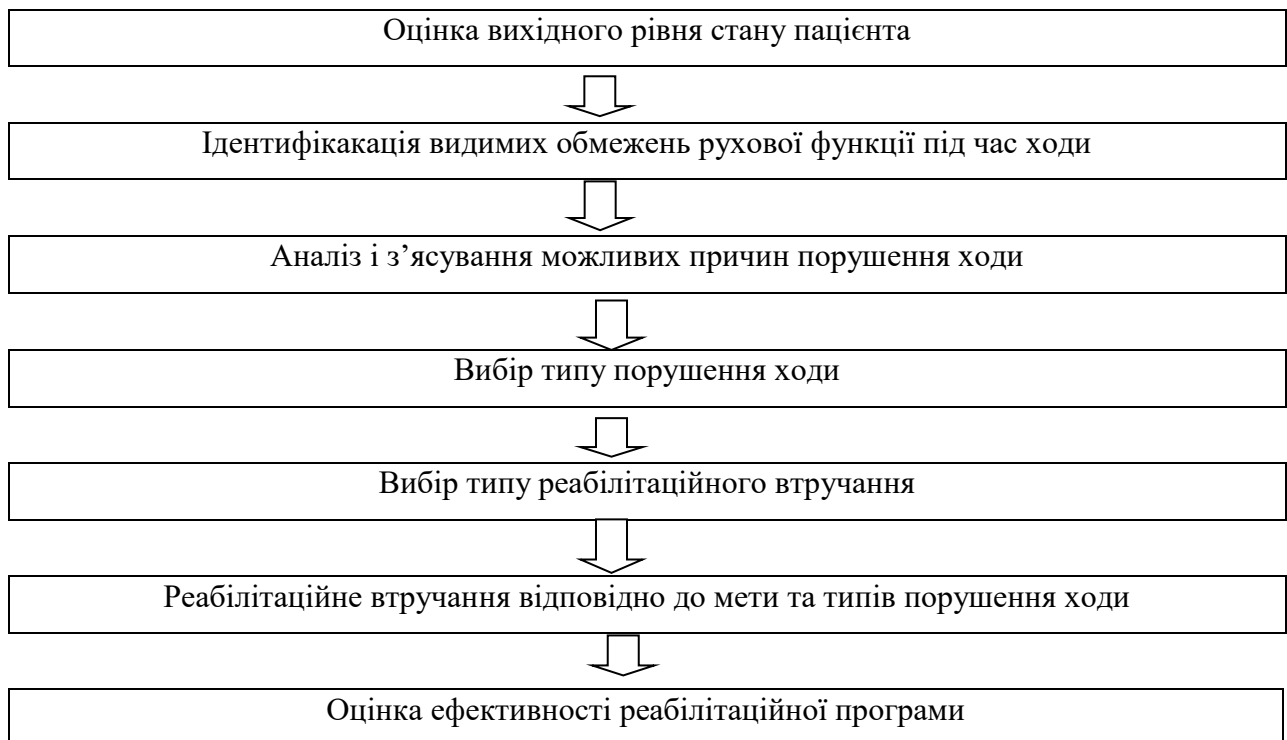 Оцінка вихідного рівня стану пацієнта
Ідентифікакація видимих обмежень рухової функції під час ходи
Аналіз і з’ясування можливих причин порушення ходи
Вибір типу порушення ходи
Вибір типу реабілітаційного втручання
Реабілітаційне втручання відповідно до мети та типів порушення ходи
Оцінка ефективності реабілітаційної програми